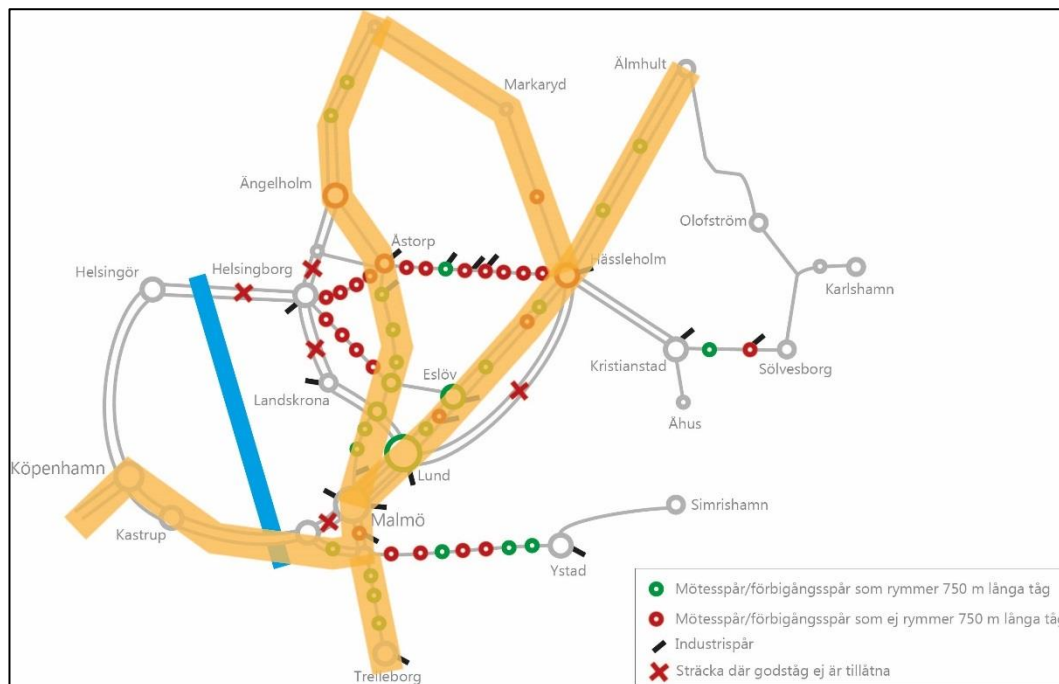 Älmhult
Markaryd
Ängelholm
Olofström
Åstorp
Helsingör
Helsingborg
Hässleholm
Karlshamn
Kristianstad
Sölvesborg
Eslöv
Landskrona
Åhus
Köpenhamn
Lund
Simrishamn
Malmö
Kastrup
Ystad
Trelleborg
Mötesspår/förbigångsspår som rymmer 750 m långa tåg
Mötesspår/förbigångsspår som ej rymmer 750 m långa tåg
Industrispår
Sträcka där godståg ej är tillåtna